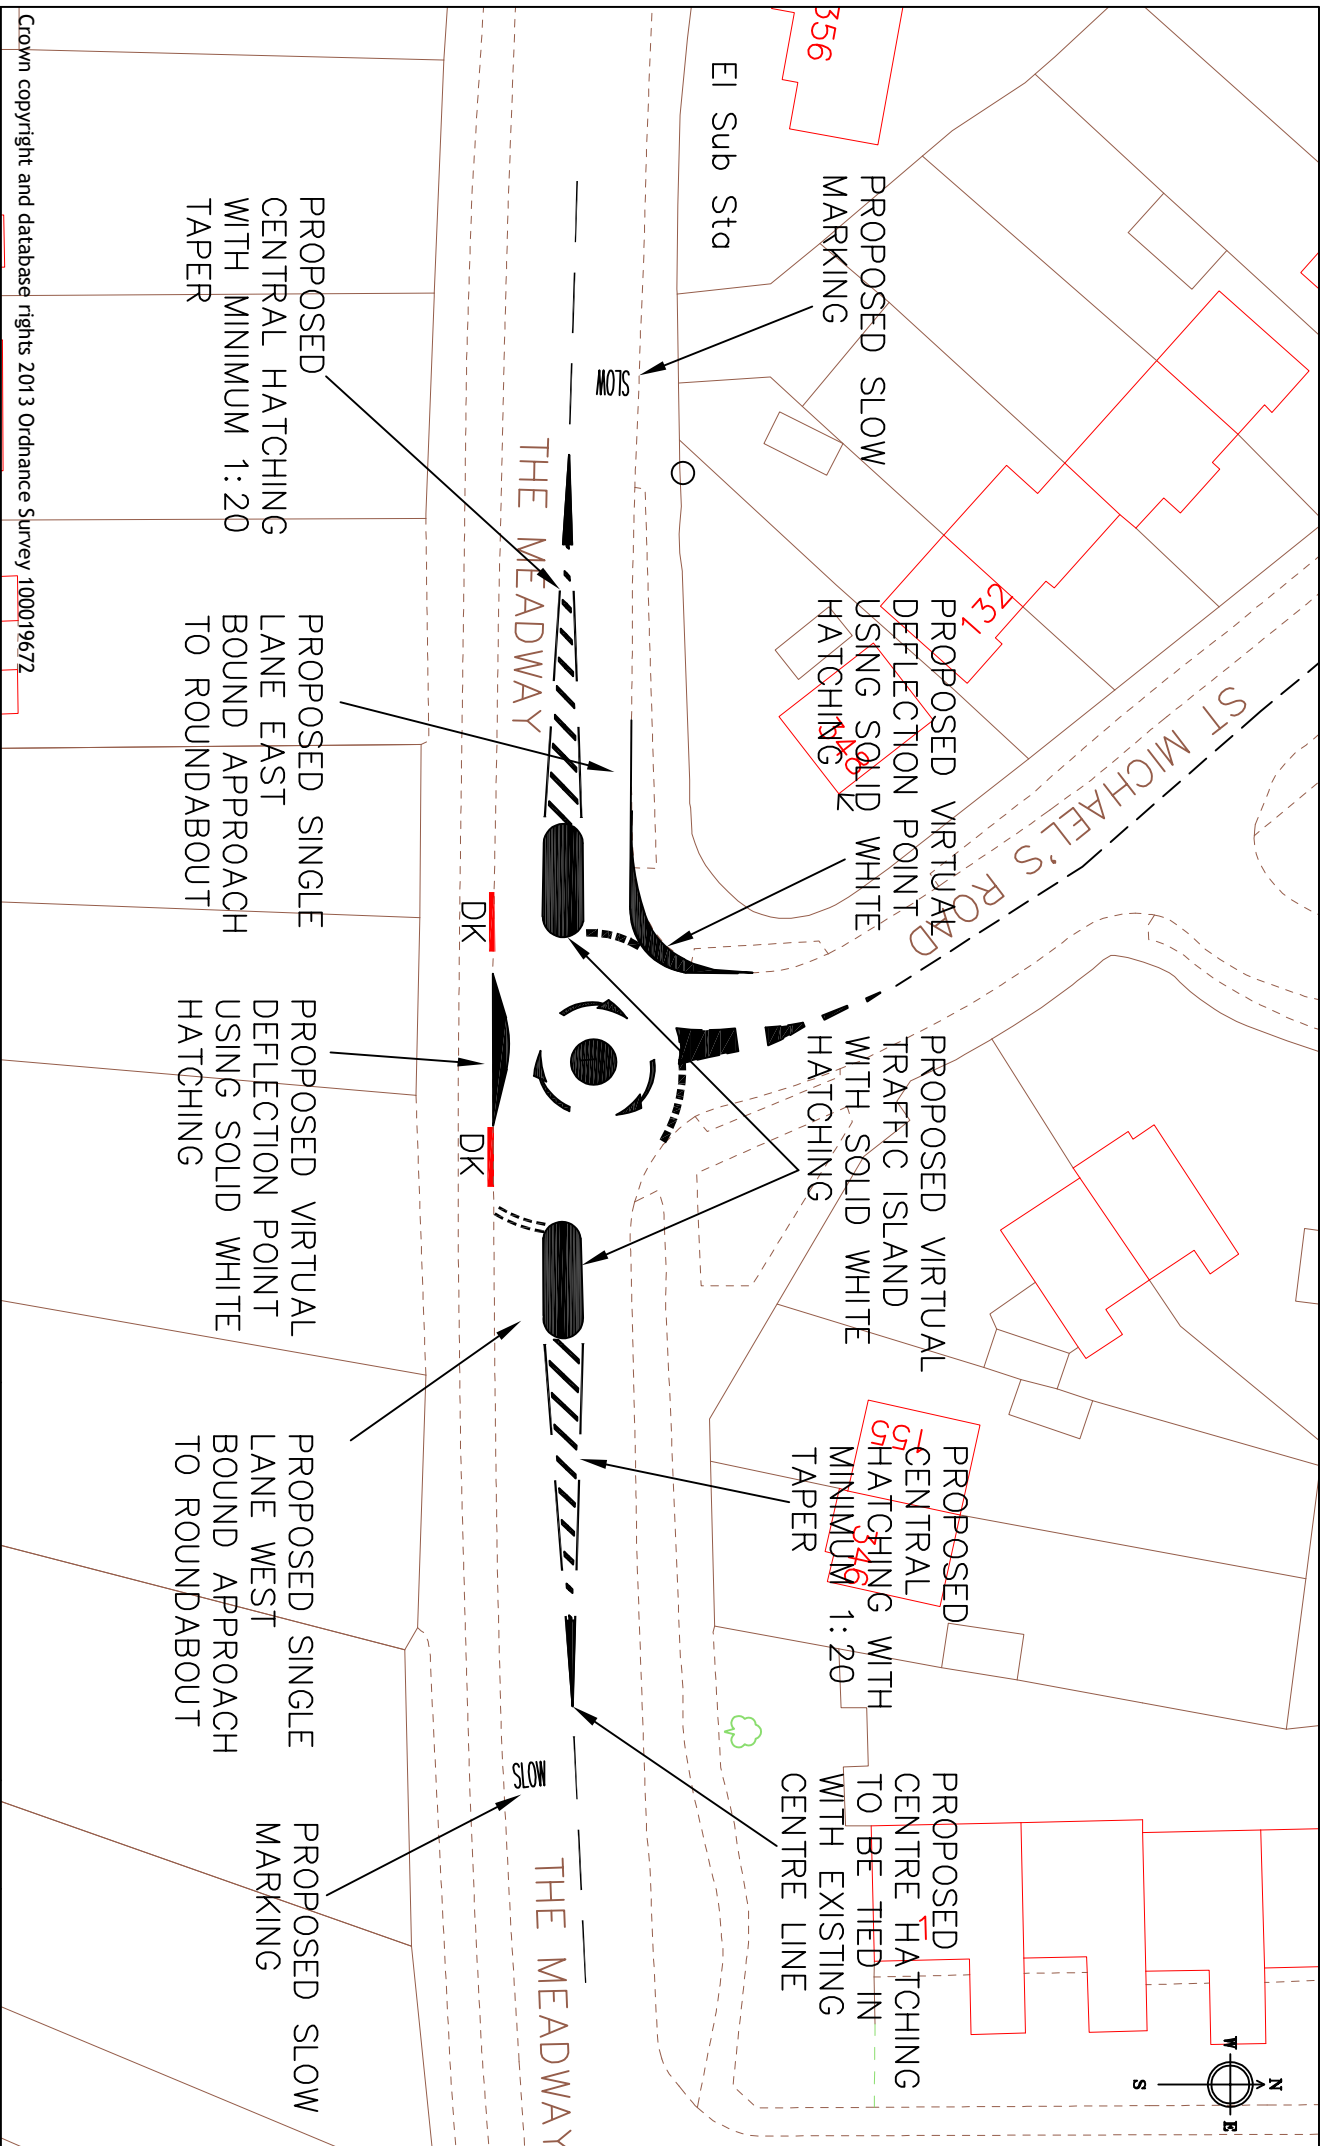 356
El Sub Sta
PROPOSED SLOW
MARKING
SLOW
132
348
PROPOSED VIRTUAL
DEFLECTION POINT
USING SOLID WHITE
HATCHING
ST MICHAEL'S ROAD
PROPOSED VIRTUAL
TRAFFIC ISLAND
WITH SOLID WHITE
HATCHING
155
346
PROPOSED
CENTRAL
HATCHING WITH
MINIMUM 1:20
TAPER
1
PROPOSED
CENTRE HATCHING
TO BE TIED IN
WITH EXISTING
CENTRE LINE
N
W
E
S
THE MEADWAY
DK
DK
SLOW
THE MEADWAY
PROPOSED
CENTRAL HATCHING
WITH MINIMUM 1:20
TAPER
PROPOSED SINGLE
LANE EAST
BOUND APPROACH
TO ROUNDABOUT
PROPOSED VIRTUAL
DEFLECTION POINT
USING SOLID WHITE
HATCHING
PROPOSED SINGLE
LANE WEST
BOUND APPROACH
TO ROUNDABOUT
PROPOSED SLOW
MARKING
Crown copyright and database rights 2013 Ordnance Survey 100019672